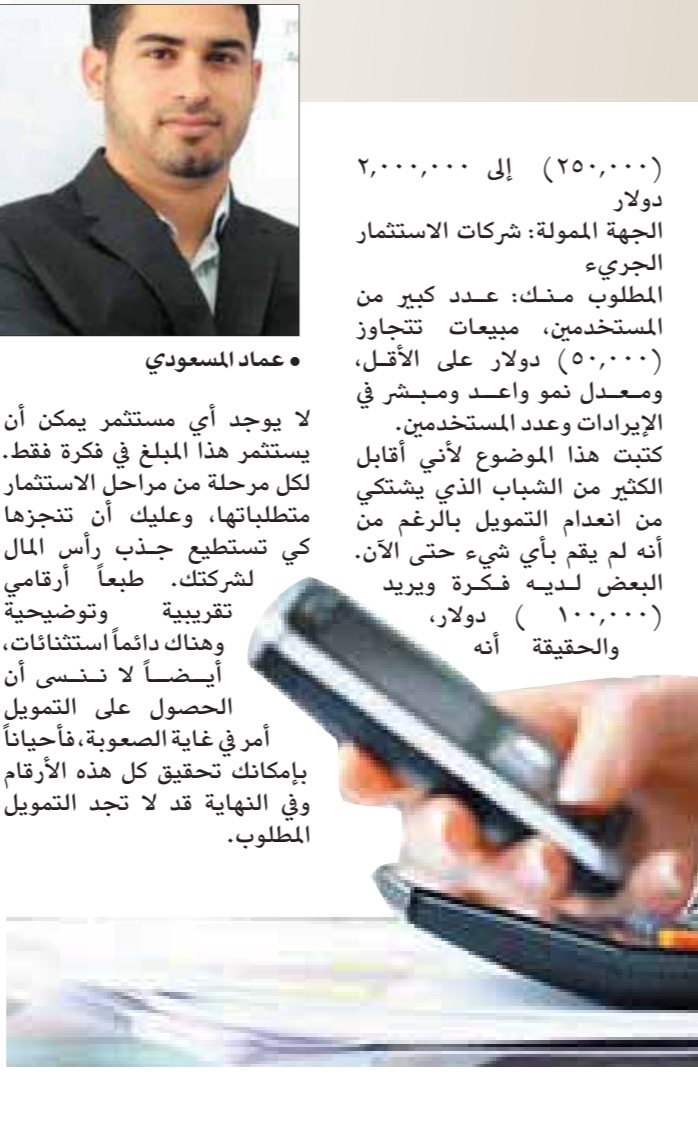 (٢٥٠,٠٠٠) إلى ٢,٠٠٠,٠٠٠
دولار
الجهة الممولة: شركات الاستثمار
الجريء
المطلوب منك: عدد كبير من
المستخدمين، مبيعات تتجاوز
(٥٠,٠٠٠) دولار على الأقل،
ومعدل نمو واعد ومبشر في
الإيرادات وعدد المستخدمين.
كتبت هذا الموضوع لأني أقابل
الكثير من الشباب الذي يشتكي
من انعدام التمويل بالرغم من
أنه لم يقم بأي شيء حتى الآن.
البعض لديه فكرة ويريد
(١٠٠,٠٠٠ ) دولار،
والحقيقة أنه
• عماد المسعودي
لا يوجد أي مستثمر يمكن أن
يستثمر هذا المبلغ في فكرة فقط.
لكل مرحلة من مراحل الاستثمار
متطلباتها، وعليك أن تنجزها
كي تستطيع جذب رأس المال
لشركتك. طبعاً أرقامي
تقريبية وتوضيحية
وهناك دائماً استثنائات،
أيضاً لا ننسى أن
الحصول على التمويل
أمر في غاية الصعوبة، فأحياناً
بإمكانك تحقيق كل هذه الأرقام
وفي النهاية قد لا تجد التمويل
المطلوب.